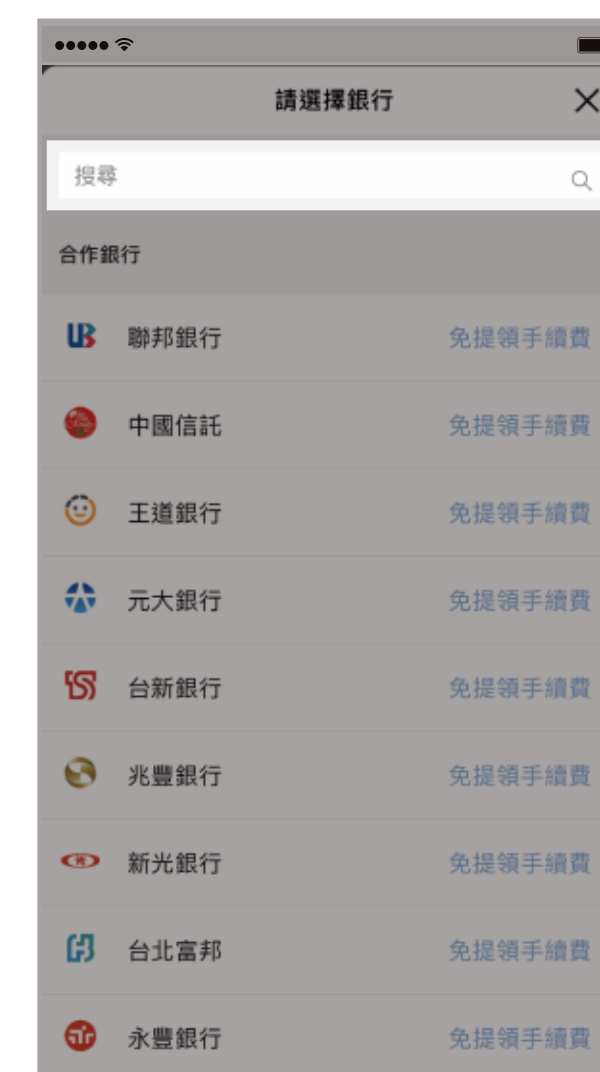 請選擇銀行
搜尋
合作銀行
聯邦銀行 免提領手續費
中國信託 免提領手續費
王道銀行 免提領手續費
元大銀行 免提領手續費
台新銀行 免提領手續費
兆豐銀行 免提領手續費
新光銀行 免提領手續費
台北富邦 免提領手續費
永豐銀行 免提領手續費